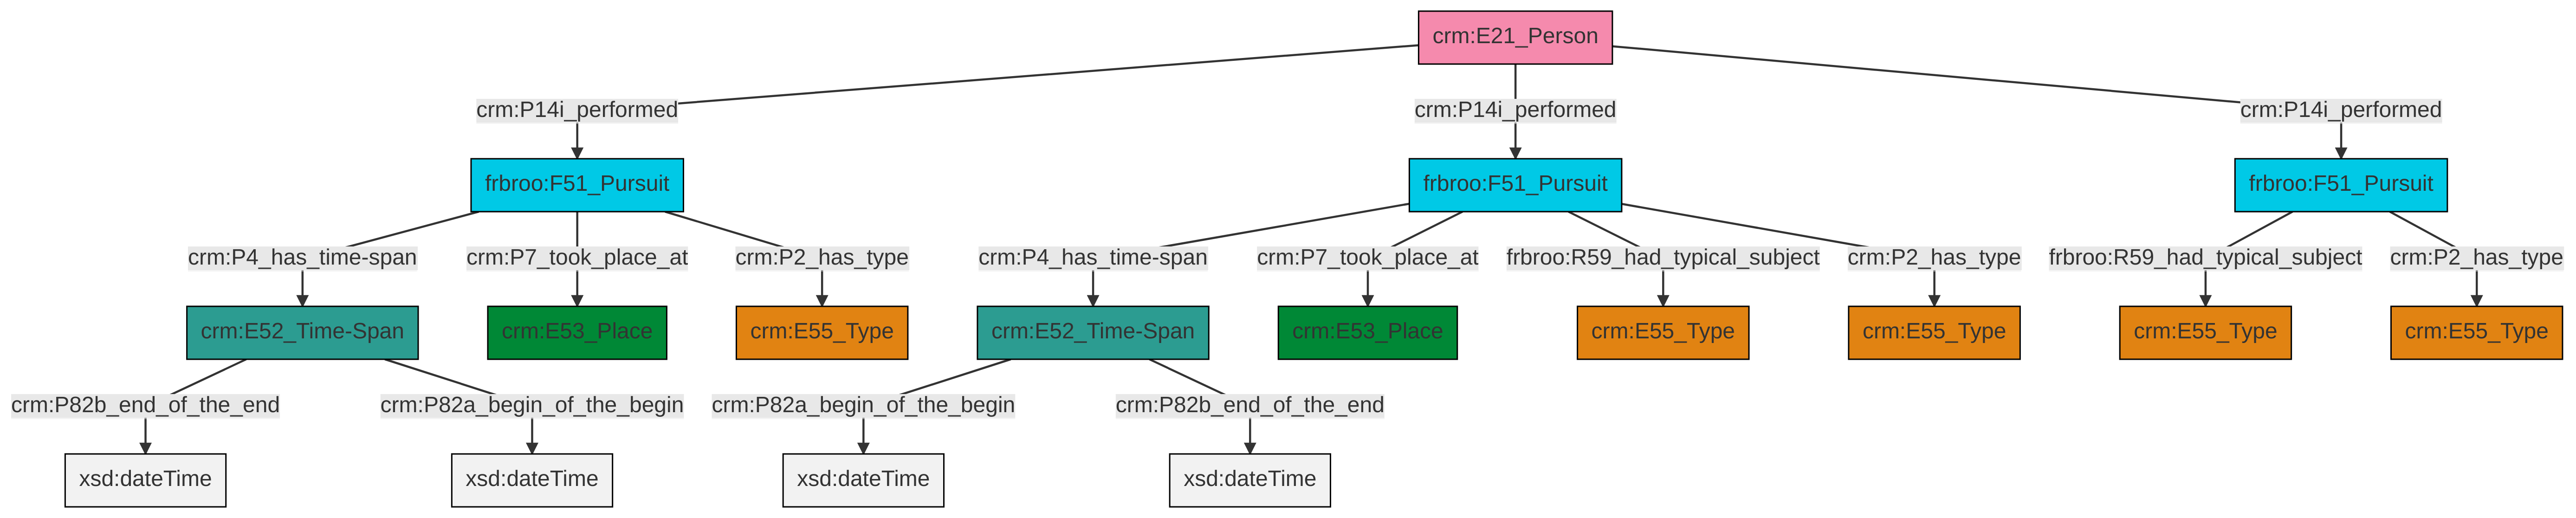 crm:E21_Person
crm:P14i_performed
crm:P14i_performed
crm:P14i_performed
frbroo:F51_Pursuit
frbroo:F51_Pursuit
frbroo:F51_Pursuit
crm:P4_has_time-span
crm:P7_took_place_at
crm:P2_has_type
crm:P4_has_time-span
crm:P7_took_place_at
frbroo:R59_had_typical_subject
crm:P2_has_type
frbroo:R59_had_typical_subject
crm:P2_has_type
crm:E52_Time-Span
crm:E53_Place
crm:E55_Type
crm:E52_Time-Span
crm:E53_Place
crm:E55_Type
crm:E55_Type
crm:E55_Type
crm:E55_Type
crm:P82b_end_of_the_end
crm:P82a_begin_of_the_begin
crm:P82a_begin_of_the_begin
crm:P82b_end_of_the_end
xsd:dateTime
xsd:dateTime
xsd:dateTime
xsd:dateTime